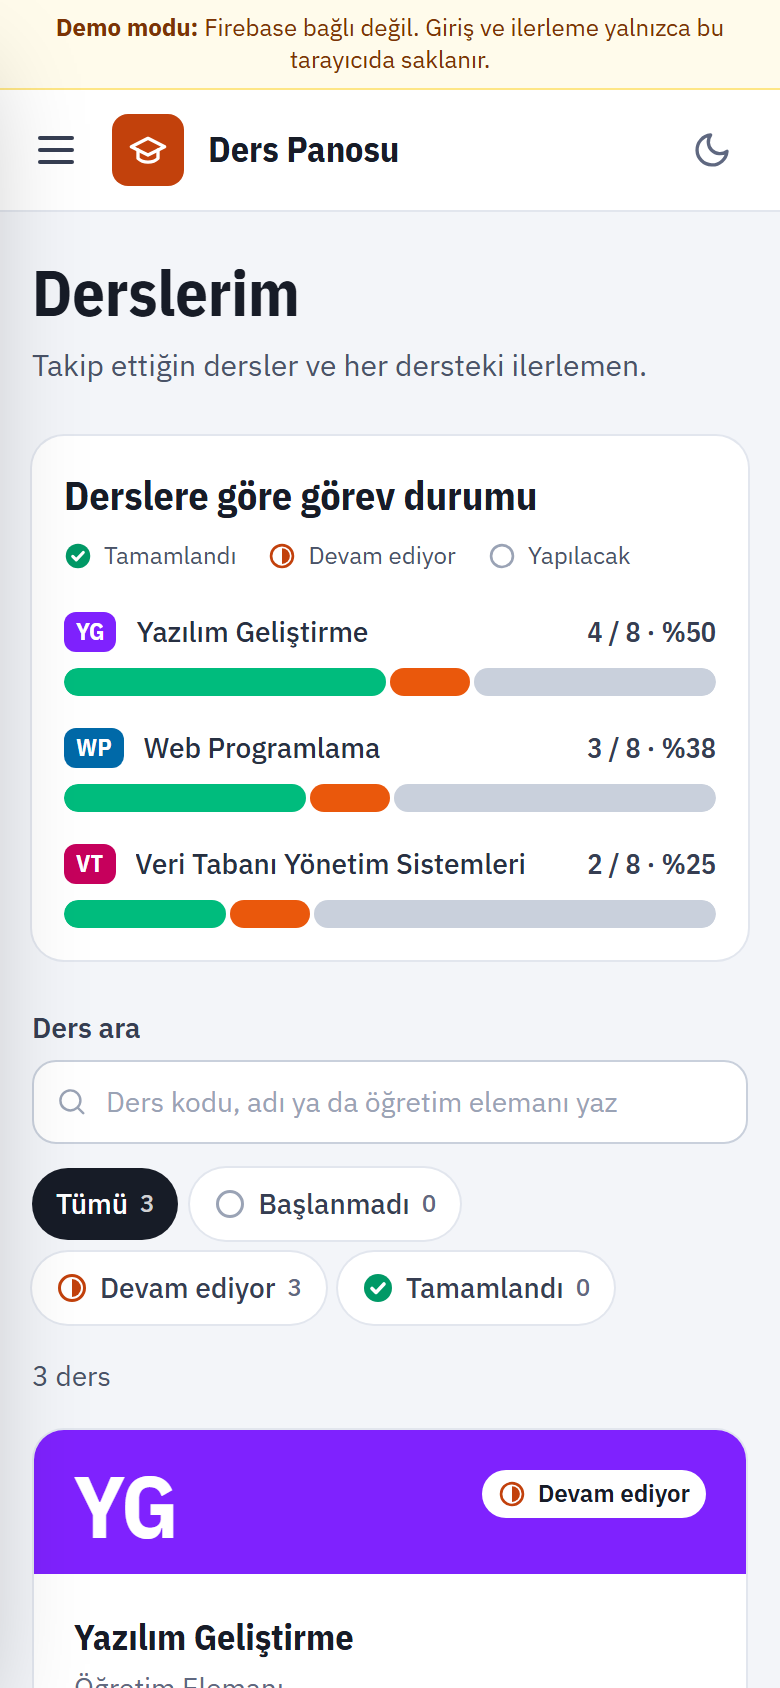 Demo modu: Firebase bağlı değil. Giriş ve ilerleme yalnızca bu
tarayıcıda saklanır.
Ders Panosu
Derslerim
Takip ettiğin dersler ve her dersteki ilerlemen.
Derslere göre görev durumu
Tamamlandı Devam ediyor Yapılacak
YG Yazılım Geliştirme 4 / 8 · %50
WP Web Programlama 3 / 8 · %38
VT Veri Tabanı Yönetim Sistemleri 2 / 8 · %25
Ders ara
Ders kodu, adı ya da öğretim elemanı yaz
Tümü 3 Başlanmadı 0
Devam ediyor 3 Tamamlandı 0
3 ders
YG Devam ediyor
Yazılım Geliştirme
Öğretim Elemanı